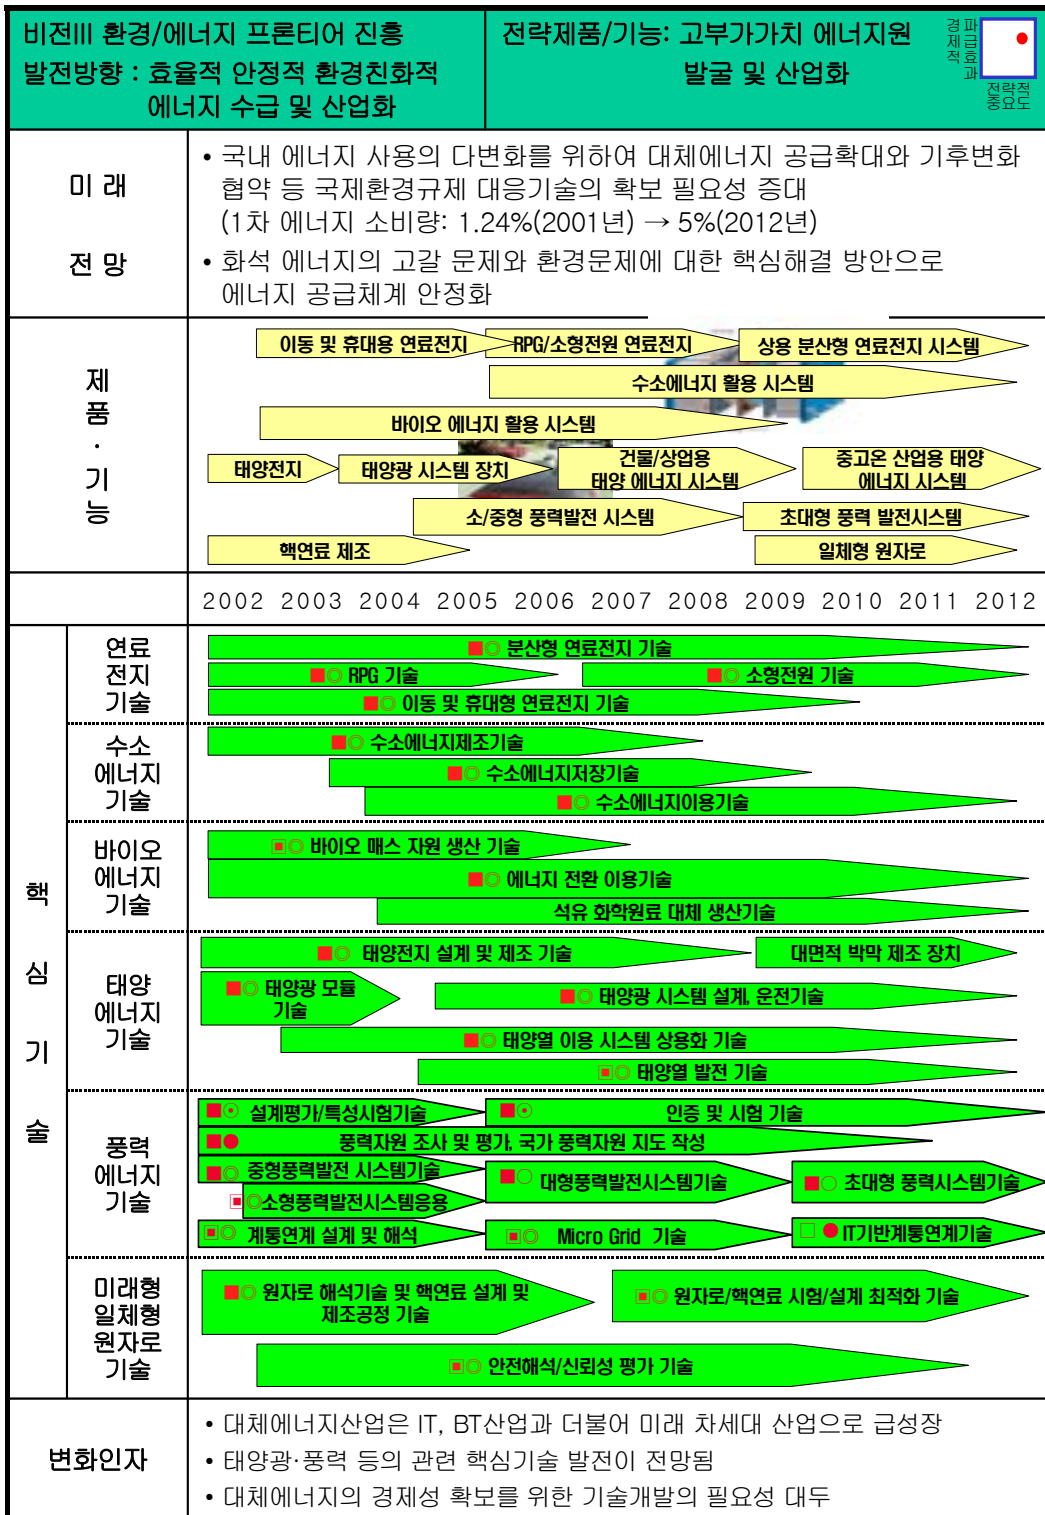 비전III 환경/에너지 프론티어 진흥
발전방향 : 효율적 안정적 환경친화적
에너지 수급 및 산업화
전략제품/기능: 고부가가치 에너지원
발굴 및 산업화
경제적
파급효과
전략적
중요도
미 래
전 망
• 국내 에너지 사용의 다변화를 위하여 대체에너지 공급확대와 기후변화
협약 등 국제환경규제 대응기술의 확보 필요성 증대
(1차 에너지 소비량: 1.24%(2001년) → 5%(2012년)
• 화석 에너지의 고갈 문제와 환경문제에 대한 핵심해결 방안으로
에너지 공급체계 안정화
제
품
·
기
능
이동 및 휴대용 연료전지
RPG/소형전원 연료전지
상용 분산형 연료전지 시스템
수소에너지 활용 시스템
바이오 에너지 활용 시스템
태양전지
태양광 시스템 장치
건물/상업용
태양 에너지 시스템
중고온 산업용 태양
에너지 시스템
소/중형 풍력발전 시스템
초대형 풍력 발전시스템
핵연료 제조
일체형 원자로
2002 2003 2004 2005 2006 2007 2008 2009 2010 2011 2012
핵
심
기
술
연료
전지
기술
■◎ 분산형 연료전지 기술
■◎ RPG 기술
■◎ 소형전원 기술
■◎ 이동 및 휴대형 연료전지 기술
수소
에너지
기술
■◎ 수소에너지제조기술
■◎ 수소에너지저장기술
■◎ 수소에너지이용기술
바이오
에너지
기술
▣◎ 바이오 매스 자원 생산 기술
■◎ 에너지 전환 이용기술
석유 화학원료 대체 생산기술
태양
에너지
기술
■◎ 태양전지 설계 및 제조 기술
대면적 박막 제조 장치
■◎ 태양광 모듈
기술
■◎ 태양광 시스템 설계, 운전기술
■◎ 태양열 이용 시스템 상용화 기술
▣◎ 태양열 발전 기술
풍력
에너지
기술
■⊙ 설계평가/특성시험기술
■⊙ 인증 및 시험 기술
■● 풍력자원 조사 및 평가, 국가 풍력자원 지도 작성
■◎ 중형풍력발전 시스템기술
■○ 대형풍력발전시스템기술
■○ 초대형 풍력시스템기술
▣◎소형풍력발전시스템응용
▣◎ 계통연계 설계 및 해석
▣◎ Micro Grid 기술
□ ●IT기반계통연계기술
미래형
일체형
원자로
기술
■◎ 원자로 해석기술 및 핵연료 설계 및
제조공정 기술
▣◎ 원자로/핵연료 시험/설계 최적화 기술
▣◎ 안전해석/신뢰성 평가 기술
변화인자
• 대체에너지산업은 IT, BT산업과 더불어 미래 차세대 산업으로 급성장
• 태양광·풍력 등의 관련 핵심기술 발전이 전망됨
• 대체에너지의 경제성 확보를 위한 기술개발의 필요성 대두